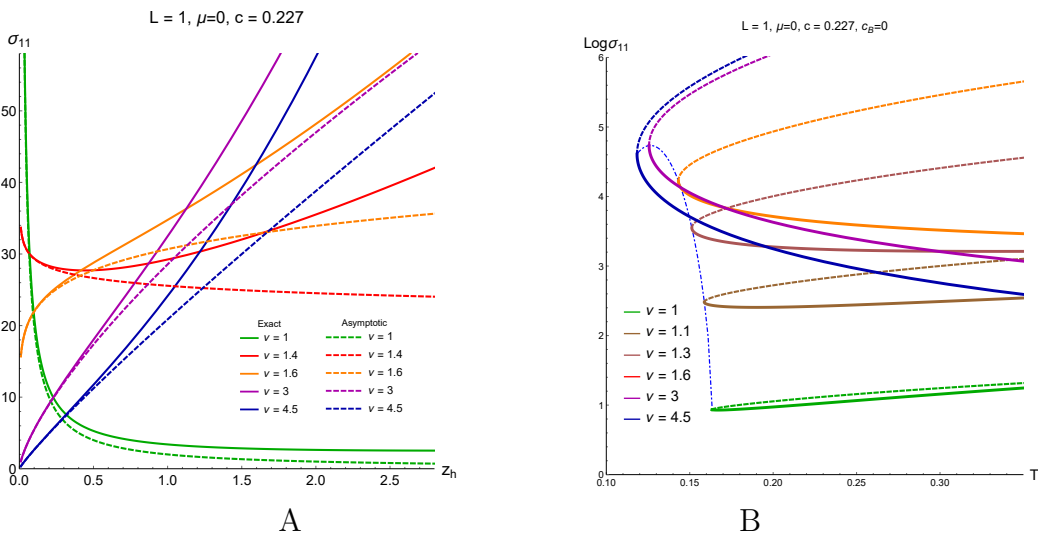 L = 1, μ=0, c = 0.227
σ11
50
40
30
20
10
0
0.0 0.5 1.0 1.5 2.0 2.5
zh
Exact Asymptotic
ν = 1 ν = 1
ν = 1.4 ν = 1.4
ν = 1.6 ν = 1.6
ν = 3 ν = 3
ν = 4.5 ν = 4.5
A
L = 1, μ=0, c = 0.227, cB=0
Logσ11
6
5
4
3
2
1
0
0.10 0.15 0.20 0.25 0.30
T
ν = 1
ν = 1.1
ν = 1.3
ν = 1.6
ν = 3
ν = 4.5
B